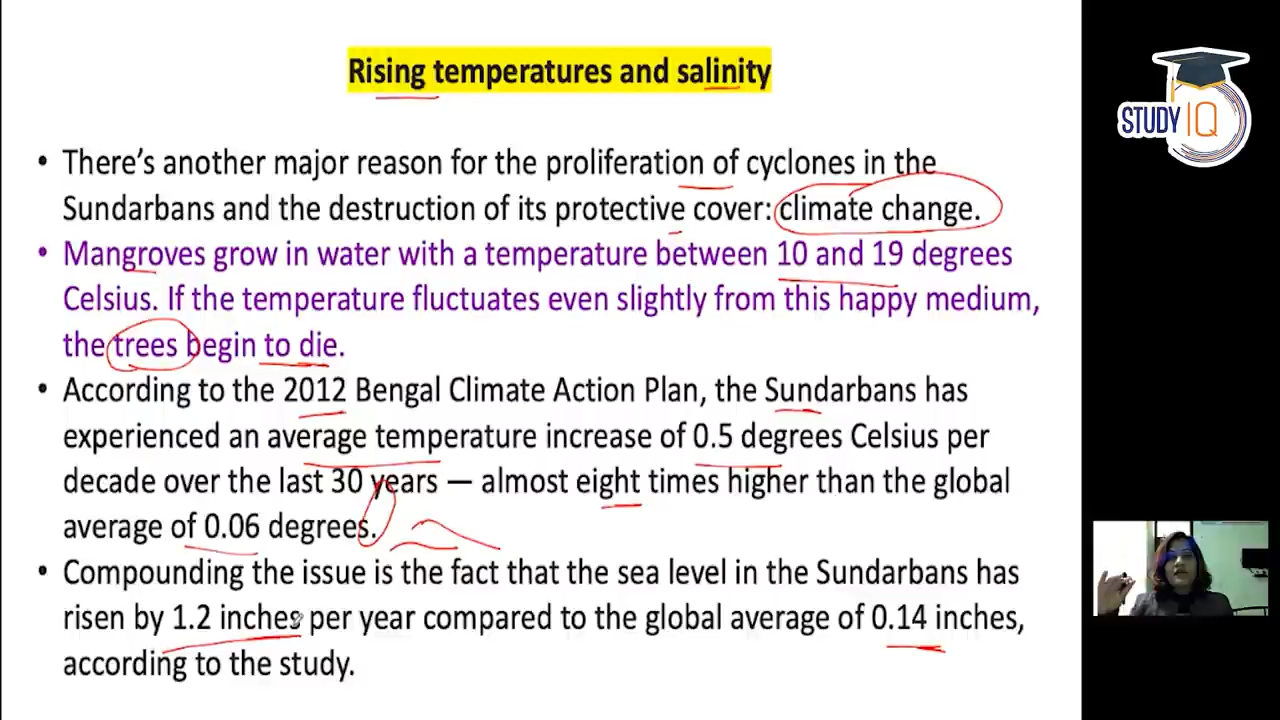 Rising temperatures and salinity
• There’s another major reason for the proliferation of cyclones in the
Sundarbans and the destruction of its protective cover: climate change.
• Mangroves grow in water with a temperature between 10 and 19 degrees
Celsius. If the temperature fluctuates even slightly from this happy medium,
the trees begin to die.
• According to the 2012 Bengal Climate Action Plan, the Sundarbans has
experienced an average temperature increase of 0.5 degrees Celsius per
decade over the last 30 years — almost eight times higher than the global
average of 0.06 degrees.
• Compounding the issue is the fact that the sea level in the Sundarbans has
risen by 1.2 inches per year compared to the global average of 0.14 inches,
according to the study.
STUDY IQ